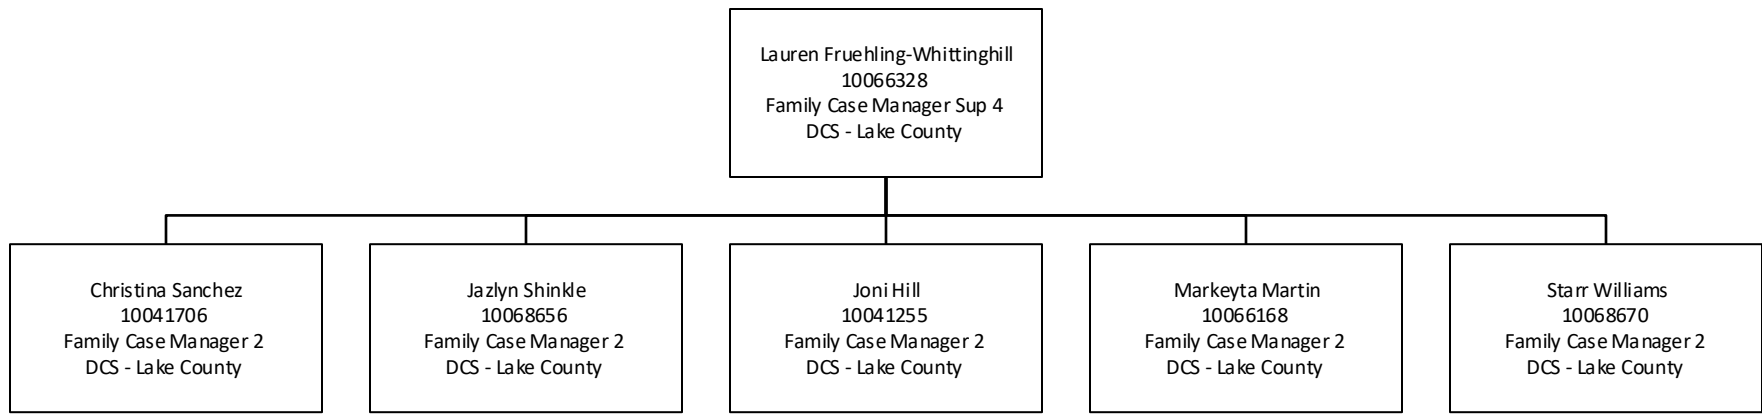 Lauren Fruehling-Whittinghill
10066328
Family Case Manager Sup 4
DCS - Lake County
Christina Sanchez
10041706
Family Case Manager 2
DCS - Lake County
Jazlyn Shinkle
10068656
Family Case Manager 2
DCS - Lake County
Joni Hill
10041255
Family Case Manager 2
DCS - Lake County
Markeyta Martin
10066168
Family Case Manager 2
DCS - Lake County
Starr Williams
10068670
Family Case Manager 2
DCS - Lake County